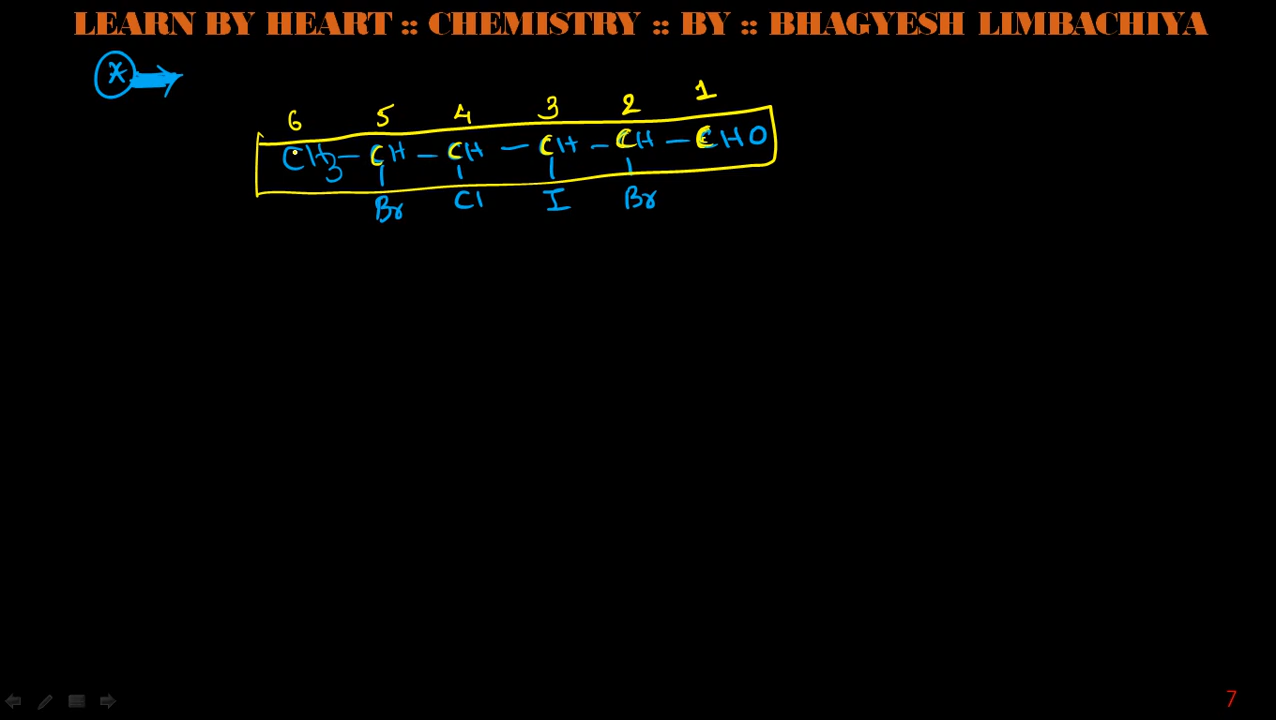 LEARN BY HEART :: CHEMISTRY :: BY :: BHAGYESH LIMBACHIYA
*
6 5 4 3 2 1
CH3 – CH – CH – CH – CH – CHO
Br Cl I Br
7